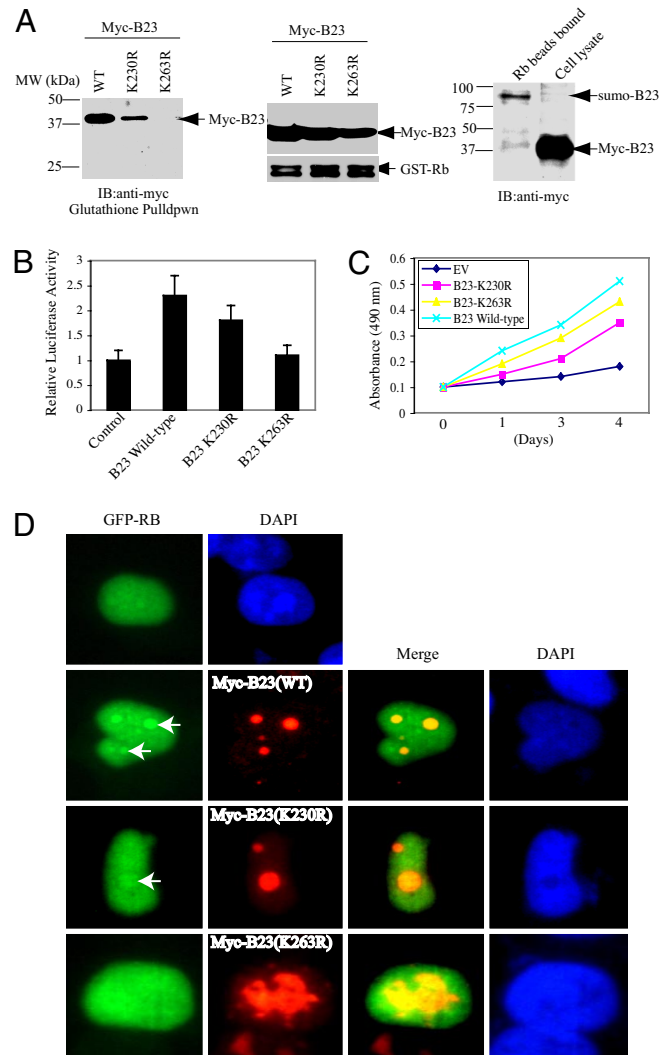 A
Myc-B23
MW (kDa)
WT
K230R
K263R
50
37
25
Myc-B23
IB:anti-myc
Glutathione Pulldpwn
Myc-B23
WT
K230R
K263R
Myc-B23
GST-Rb
Rb beads bound
Cell lysate
100
75
50
37
sumo-B23
Myc-B23
IB:anti-myc
B
Relative Luciferase Activity
3
2.5
2
1.5
1
0.5
0
Control
B23 Wild-type
B23 K230R
B23 K263R
C
Absorbance (490 nm)
0.6
0.5
0.4
0.3
0.2
0.1
0
EV
B23-K230R
B23-K263R
B23 Wild-type
0 1 3 4
(Days)
D
GFP-RB
DAPI
Merge
DAPI
Myc-B23(WT)
Myc-B23(K230R)
Myc-B23(K263R)